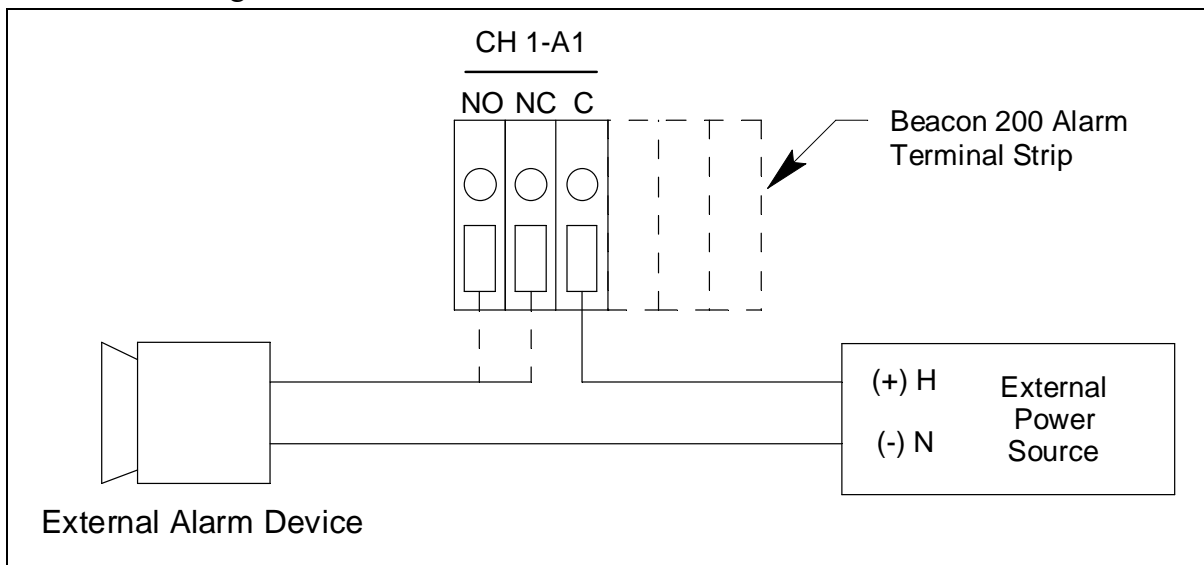 CH 1-A1
NO NC C
Beacon 200 Alarm
Terminal Strip
(+) H
(-) N
External
Power
Source
External Alarm Device